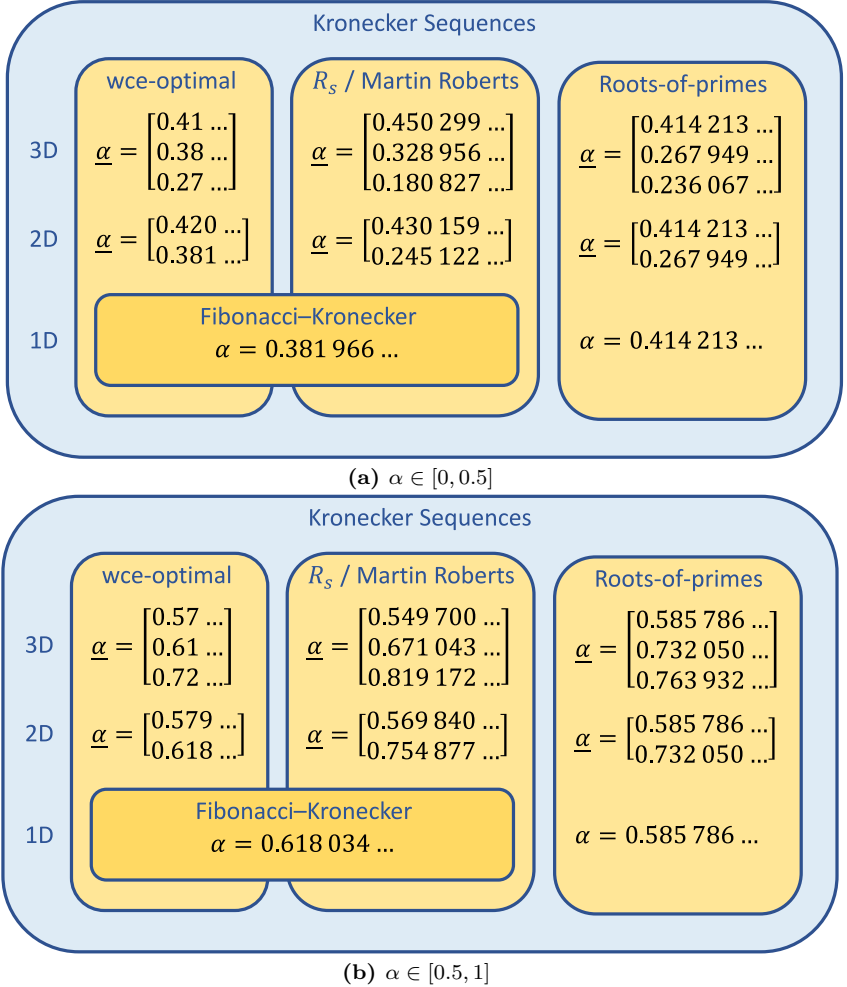 Kronecker Sequences
wce-optimal
R_s / Martin Roberts
Roots-of-primes
3D
α = [0.41 ...
0.38 ...
0.27 ...]
α = [0.450 299 ...
0.328 956 ...
0.180 827 ...]
α = [0.414 213 ...
0.267 949 ...
0.236 067 ...]
2D
α = [0.420 ...
0.381 ...]
α = [0.430 159 ...
0.245 122 ...]
α = [0.414 213 ...
0.267 949 ...]
1D
Fibonacci–Kronecker
α = 0.381 966 ...
α = 0.414 213 ...
(a) α ∈ [0, 0.5]
Kronecker Sequences
wce-optimal
R_s / Martin Roberts
Roots-of-primes
3D
α = [0.57 ...
0.61 ...
0.72 ...]
α = [0.549 700 ...
0.671 043 ...
0.819 172 ...]
α = [0.585 786 ...
0.732 050 ...
0.763 932 ...]
2D
α = [0.579 ...
0.618 ...]
α = [0.569 840 ...
0.754 877 ...]
α = [0.585 786 ...
0.732 050 ...]
1D
Fibonacci–Kronecker
α = 0.618 034 ...
α = 0.585 786 ...
(b) α ∈ [0.5, 1]